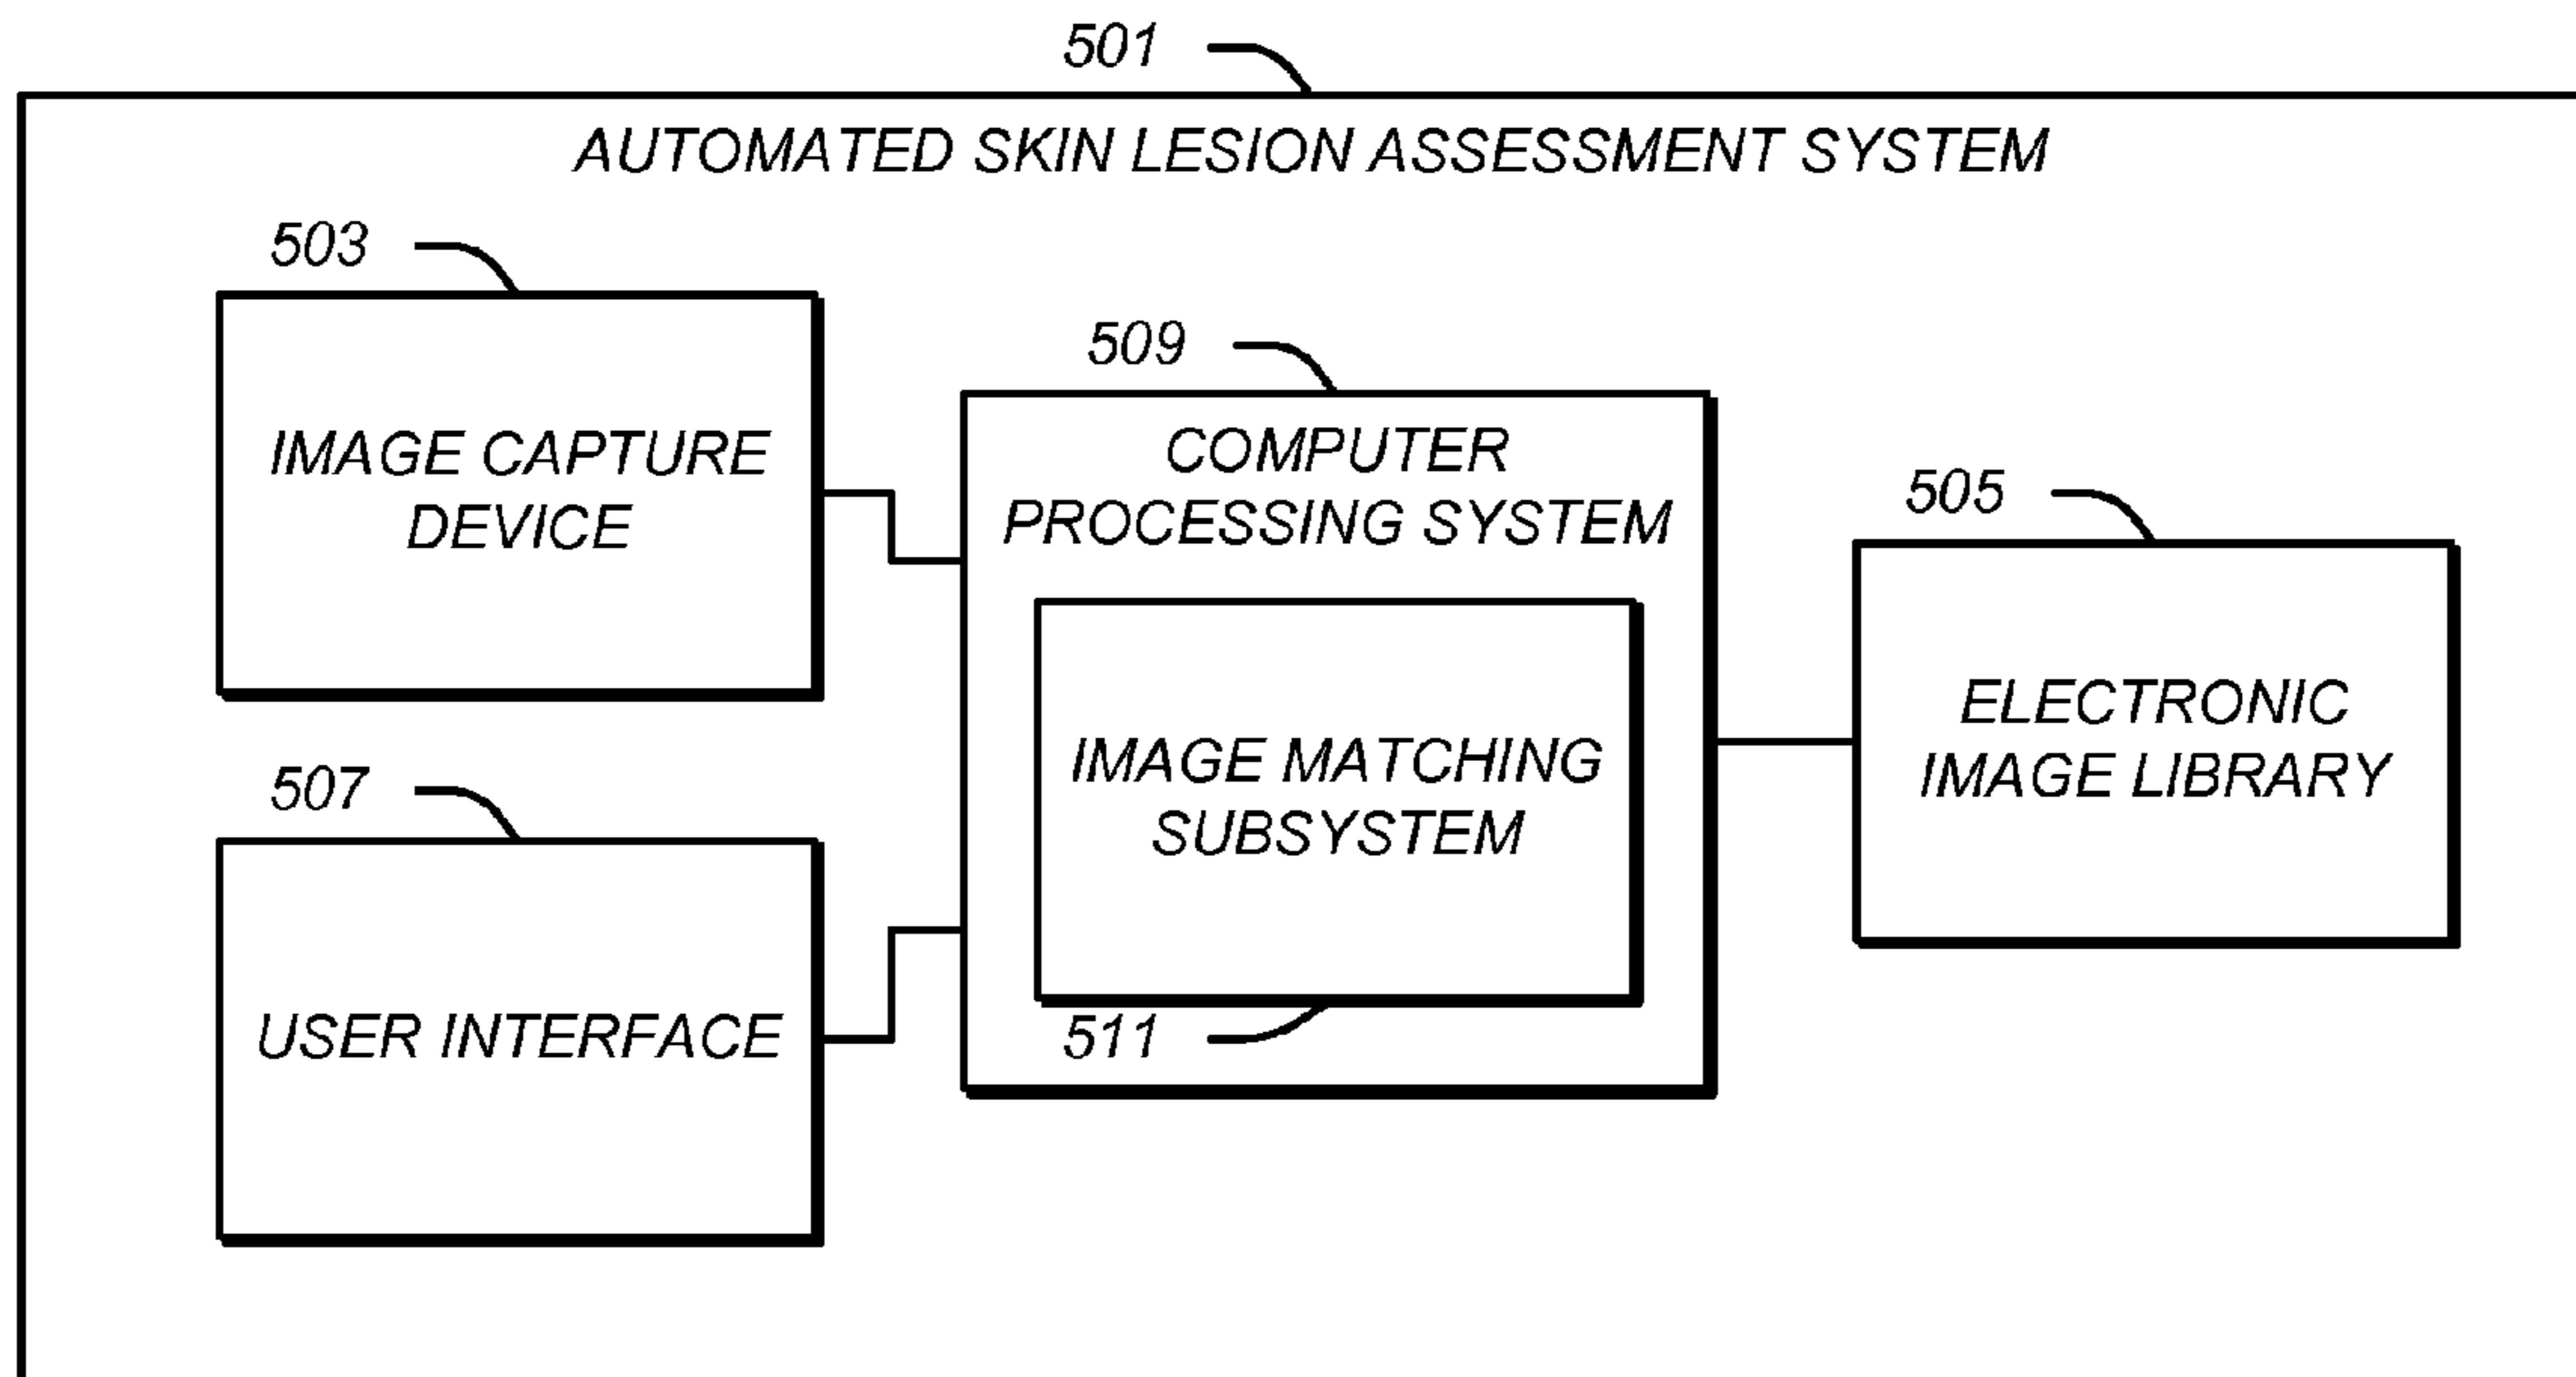 501
AUTOMATED SKIN LESION ASSESSMENT SYSTEM
503
IMAGE CAPTURE
DEVICE
509
COMPUTER
PROCESSING SYSTEM
505
IMAGE MATCHING
SUBSYSTEM
511
ELECTRONIC
IMAGE LIBRARY
507
USER INTERFACE